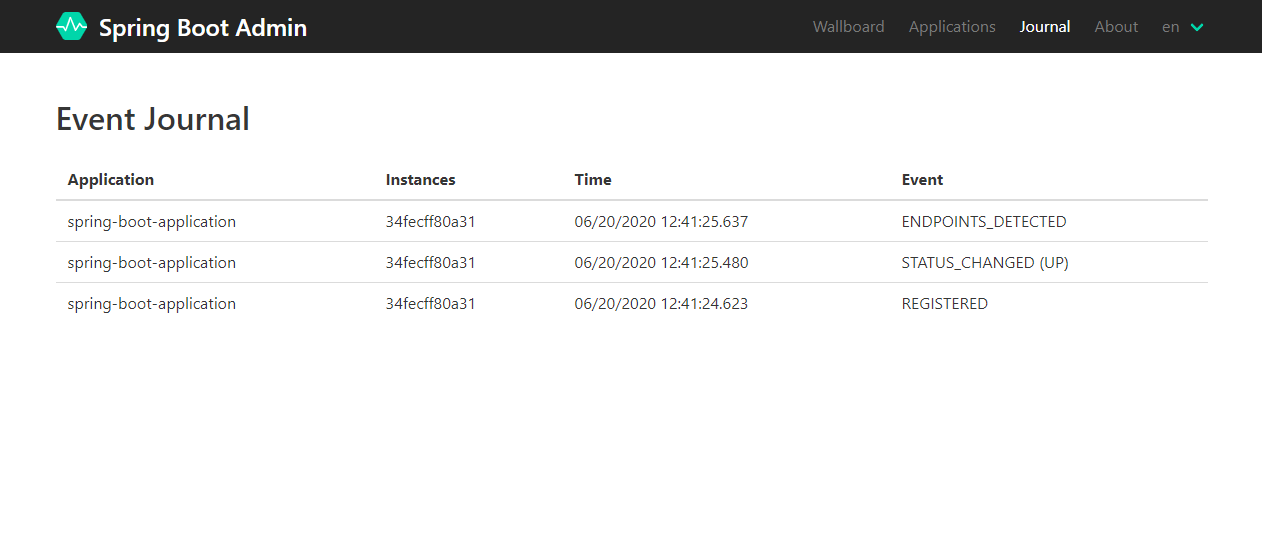 Spring Boot Admin Wallboard Applications Journal About en
Event Journal
Application Instances Time Event
spring-boot-application 34fecff80a31 06/20/2020 12:41:25.637 ENDPOINTS_DETECTED
spring-boot-application 34fecff80a31 06/20/2020 12:41:25.480 STATUS_CHANGED (UP)
spring-boot-application 34fecff80a31 06/20/2020 12:41:24.623 REGISTERED